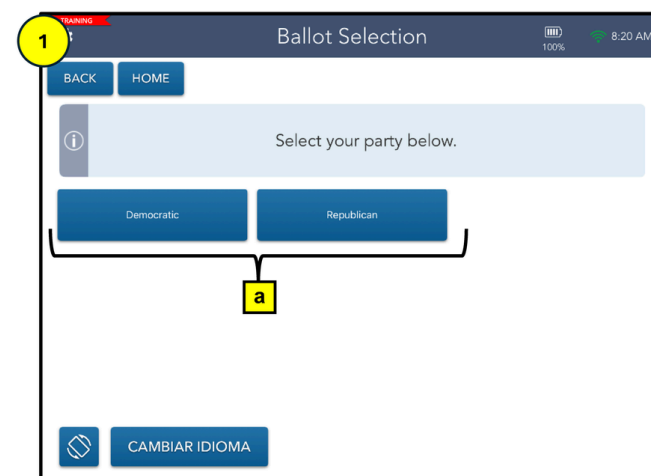 TRAINING
1
Ballot Selection
100%
8:20 AM
BACK
HOME
Select your party below.
Democratic
Republican
a
CAMBIAR IDIOMA